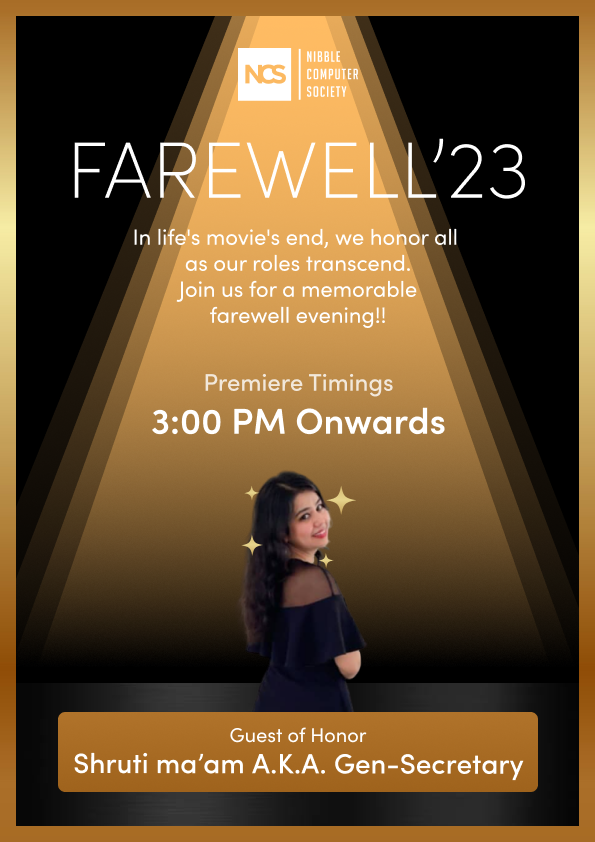 NCS
NIBBLE
COMPUTER
SOCIETY
FAREWELL'23
In life's movie's end, we honor all
as our roles transcend.
Join us for a memorable
farewell evening!!
Premiere Timings
3:00 PM Onwards
Guest of Honor
Shruti ma’am A.K.A. Gen-Secretary